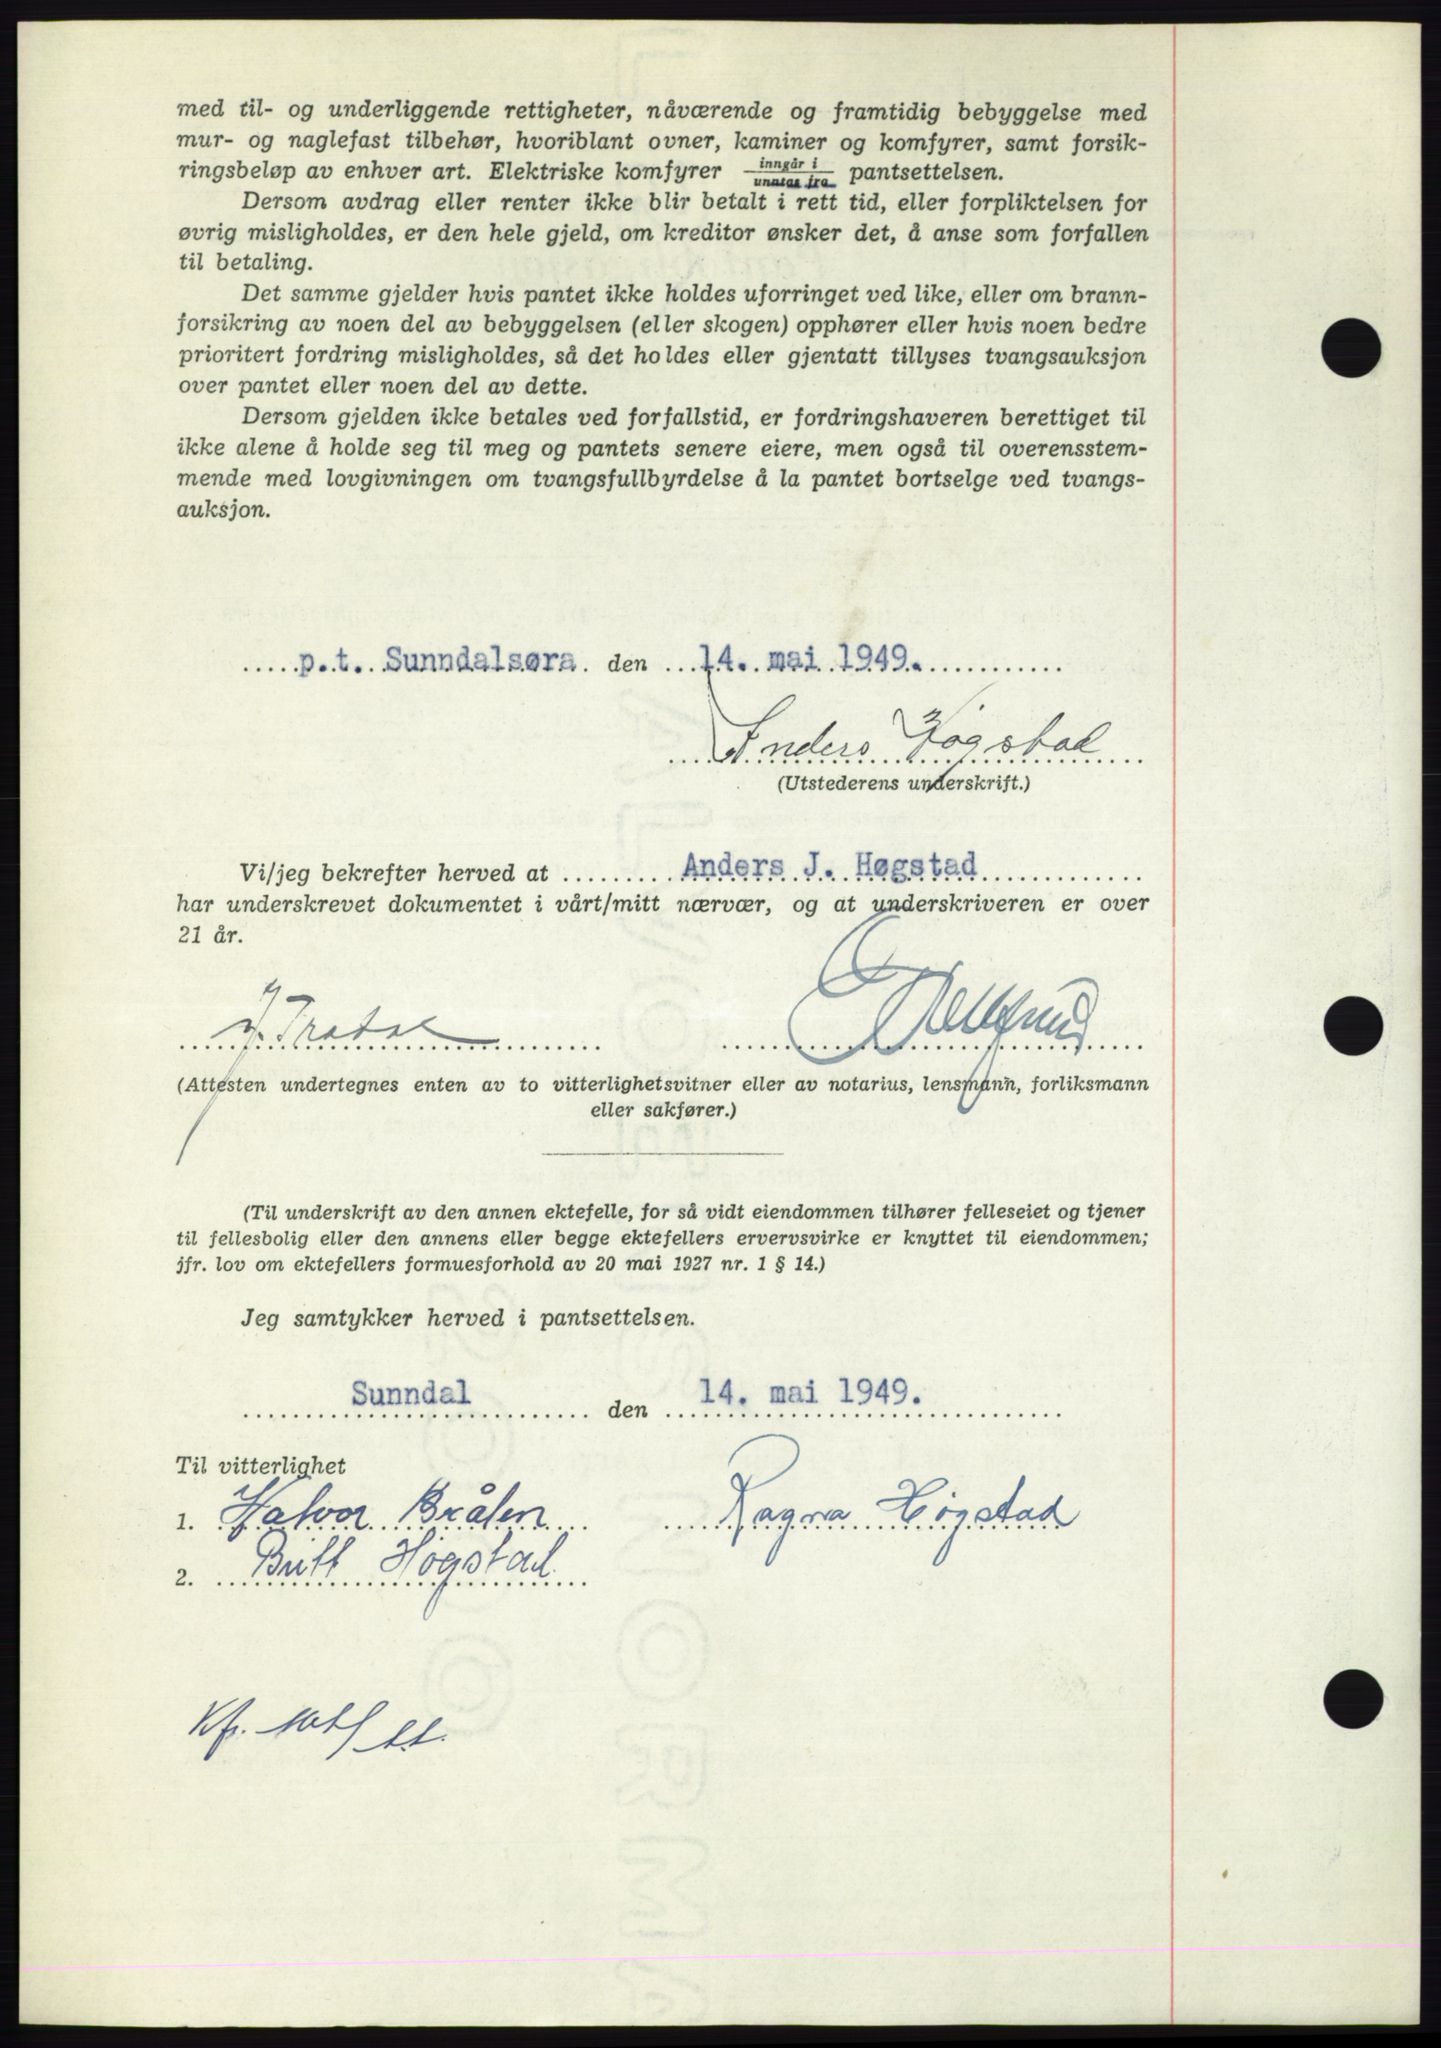 med til- og underliggende rettigheter, nåværende og framtidig bebyggelse med
mur- og naglefast tilbehør, hvoriblant ovner, kaminer og komfyrer, samt forsik-
ringsbeløp av enhver art. Elektriske komfyrer inngår i / unntas fra pantsettelsen.
Dersom avdrag eller renter ikke blir betalt i rett tid, eller forpliktelsen for
øvrig misligholdes, er den hele gjeld, om kreditor ønsker det, å anse som forfallen
til betaling.
Det samme gjelder hvis pantet ikke holdes uforringet ved like, eller om brann-
forsikring av noen del av bebyggelsen (eller skogen) opphører eller hvis noen bedre
prioritert fordring misligholdes, så det holdes eller gjentatt tillyses tvangsauksjon
over pantet eller noen del av dette.
Dersom gjelden ikke betales ved forfallstid, er fordringshaveren berettiget til
ikke alene å holde seg til meg og pantets senere eiere, men også til overensstem-
mende med lovgivningen om tvangsfullbyrdelse å la pantet bortselge ved tvangs-
auksjon.
p.t. Sunndalsøra den 14. mai 1949.
Anders Høgstad
(Utstederens underskrift.)
Vi/jeg bekrefter herved at Anders J. Høgstad
har underskrevet dokumentet i vårt/mitt nærvær, og at underskriveren er over
21 år.
(Attesten undertegnes enten av to vitterlighetsvitner eller av notarius, lensmann, forliksmann
eller sakfører.)
(Til underskrift av den annen ektefelle, for så vidt eiendommen tilhører felleseiet og tjener
til fellesbolig eller den annens eller begge ektefellers ervervsvirke er knyttet til eiendommen;
jfr. lov om ektefellers formuesforhold av 20 mai 1927 nr. 1 § 14.)
Jeg samtykker herved i pantsettelsen.
Sunndal den 14. mai 1949.
Til vitterlighet
1. Halvor Brålen Ragna Høgstad
2. Britt Høgstad